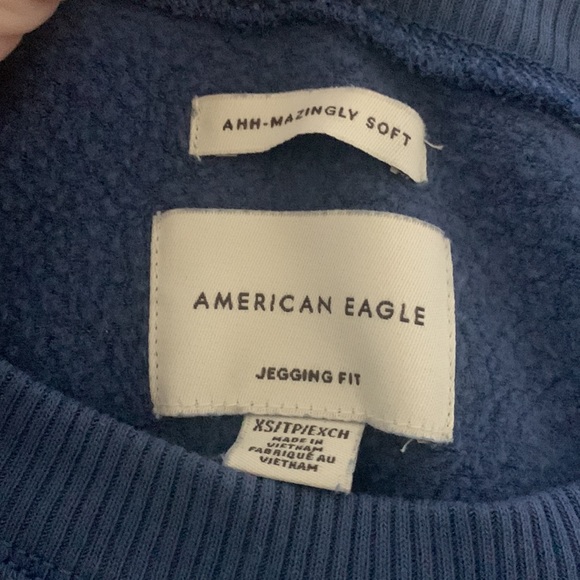 AHH-MAZINGLY SOFT
AMERICAN EAGLE
JEGGING FIT
XS/TP/EXCH
MADE IN
VIETNAM
FABRIQUÉ AU
VIETNAM